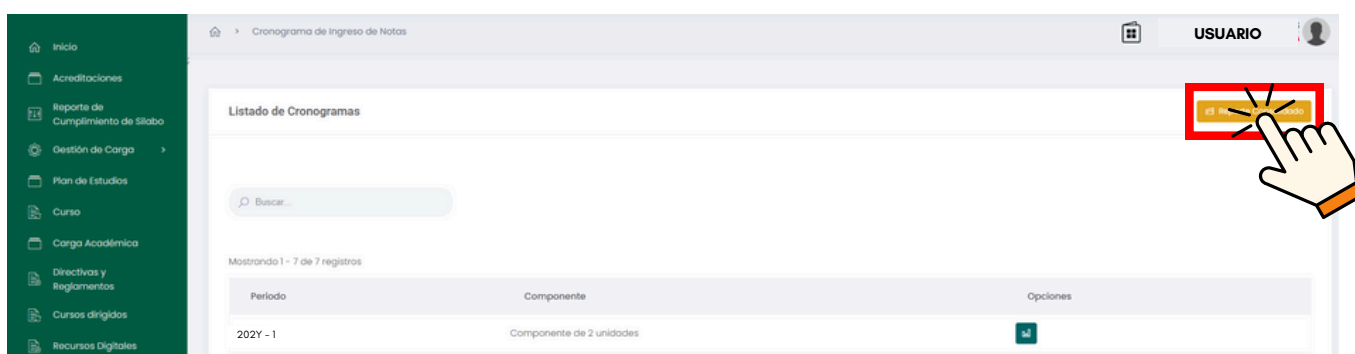 Cronograma de Ingreso de Notas
USUARIO
Inicio
Acreditaciones
Reporte de
Cumplimiento de Sílabo
Gestión de Carga
Plan de Estudios
Curso
Carga Académica
Directivas y
Reglamentos
Cursos dirigidos
Recursos Digitales
Listado de Cronogramas
Buscar...
Mostrando 1 - 7 de 7 registros
Periodo Componente Opciones
202Y - 1 Componente de 2 unidades